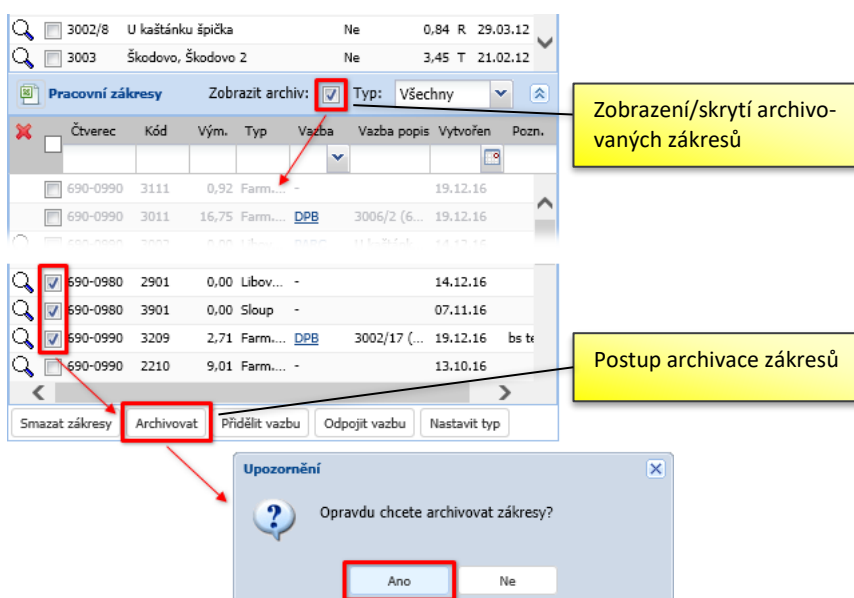 3002/8 U kaštánku špička Ne 0,84 R 29.03.12
3003 Škodovo, Škodovo 2 Ne 3,45 T 21.02.12
Pracovní zákresy Zobrazit archiv: Typ: Všechny
Zobrazení/skrytí archivo-
vaných zákresů
Čtverec Kód Vým. Typ Vazba Vazba popis Vytvořen Pozn.
690-0990 3111 0,92 Farm.... - 19.12.16
690-0990 3011 16,75 Farm.... DPB 3006/2 (6... 19.12.16
690-0980 2901 0,00 Libov... - 14.12.16
690-0980 3901 0,00 Sloup - 07.11.16
690-0990 3209 2,71 Farm.... DPB 3002/17 (... 19.12.16 bs te
690-0990 2210 9,01 Farm.... - 13.10.16
Postup archivace zákresů
Smazat zákresy Archivovat Přidělit vazbu Odpojit vazbu Nastavit typ
Upozornění
Opravdu chcete archivovat zákresy?
Ano Ne